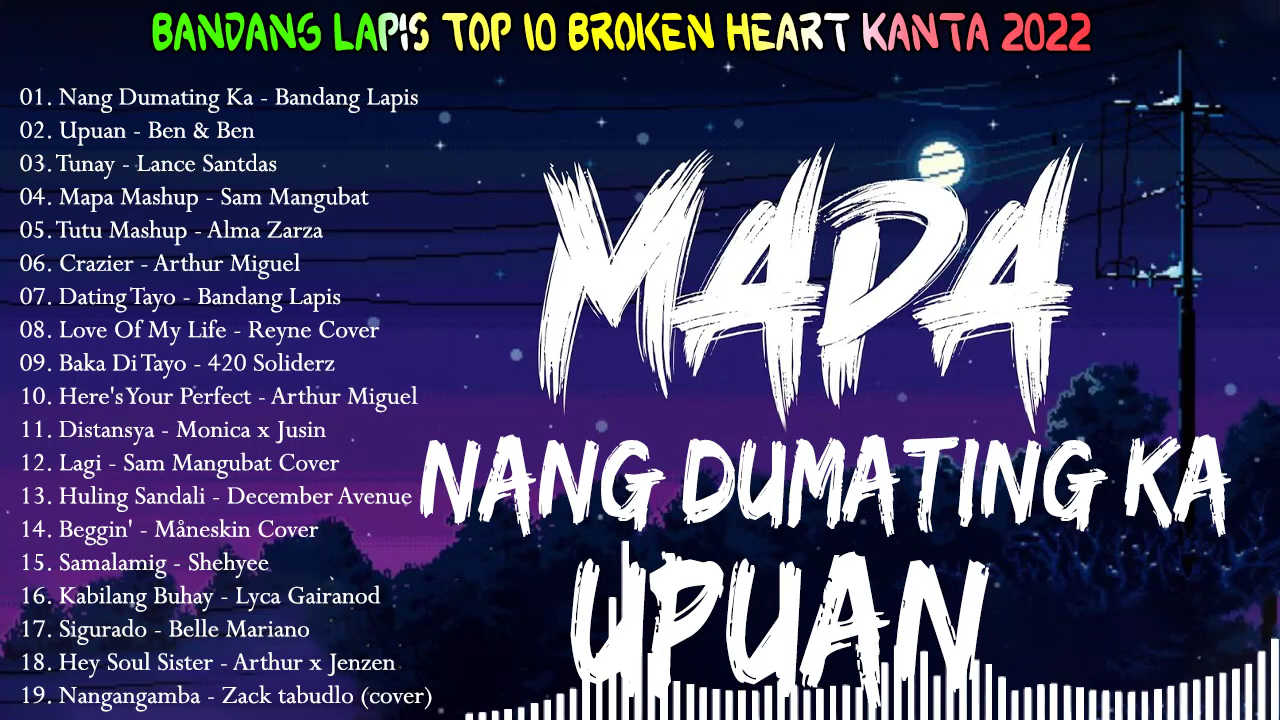 BANDANG LAPIS TOP 10 BROKEN HEART KANTA 2022
01. Nang Dumating Ka - Bandang Lapis
02. Upuan - Ben & Ben
03. Tunay - Lance Santdas
04. Mapa Mashup - Sam Mangubat
05. Tutu Mashup - Alma Zarza
06. Crazier - Arthur Miguel
07. Dating Tayo - Bandang Lapis
08. Love Of My Life - Reyne Cover
09. Baka Di Tayo - 420 Soliderz
10. Here's Your Perfect - Arthur Miguel
11. Distansya - Monica x Jusin
12. Lagi - Sam Mangubat Cover
13. Huling Sandali - December Avenue
14. Beggin' - Måneskin Cover
15. Samalamig - Shehyee
16. Kabilang Buhay - Lyca Gairanod
17. Sigurado - Belle Mariano
18. Hey Soul Sister - Arthur x Jenzen
19. Nangangamba - Zack tabudlo (cover)
MAPA
NANG DUMATING KA
UPUAN